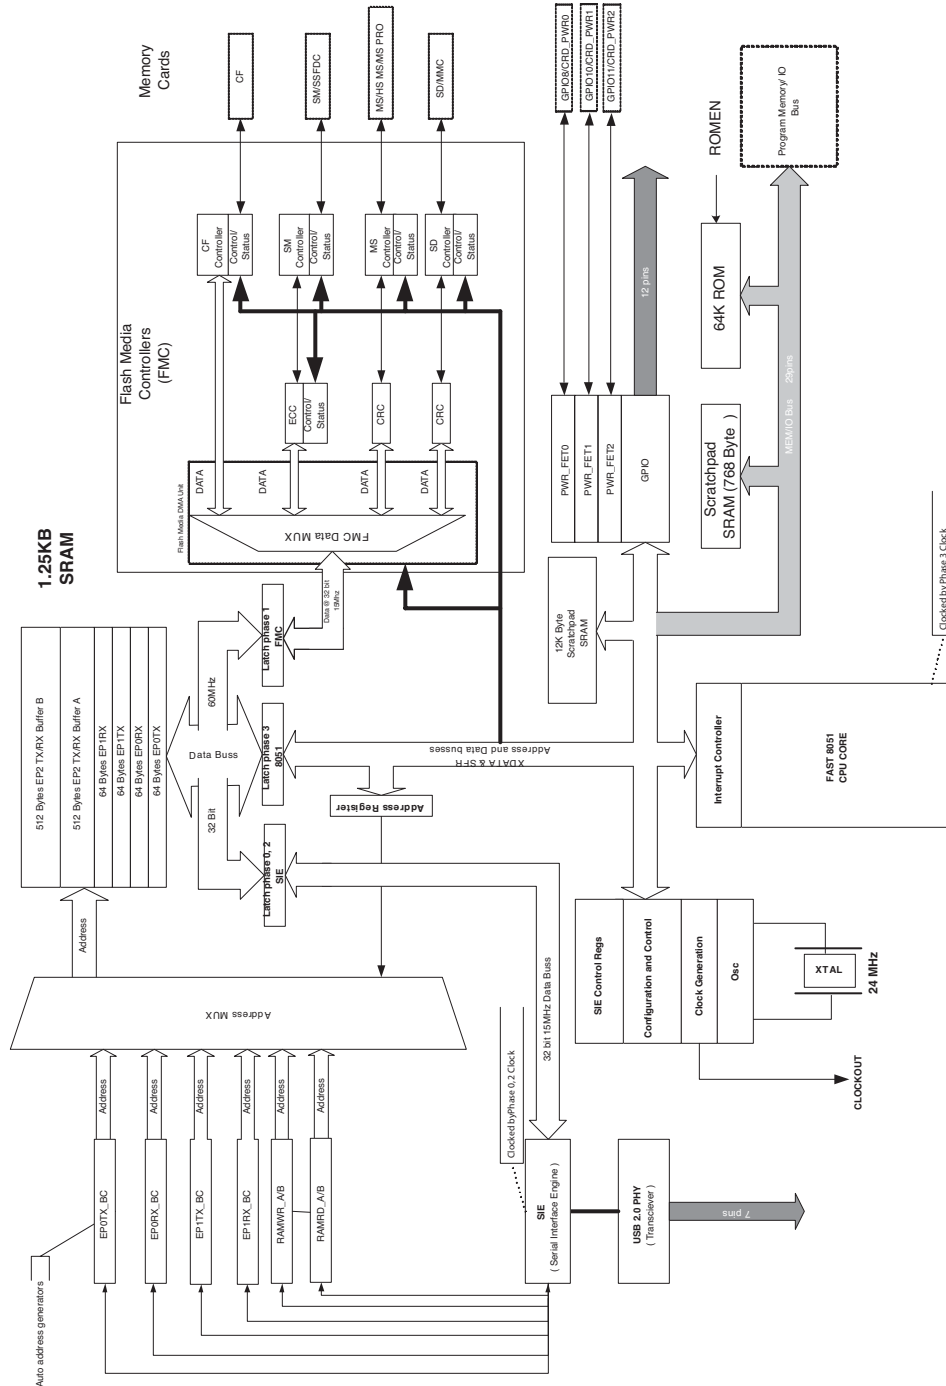 Auto address generators
EP0TX_BC
EP0RX_BC
EP1TX_BC
EP1RX_BC
RAMWR_A/B
RAMRD_A/B
Address
Address
Address
Address
Address
Address
Address MUX
Address
1.25KB
SRAM
512 Bytes EP2 TX/RX Buffer B
512 Bytes EP2 TX/RX Buffer A
64 Bytes EP1RX
64 Bytes EP1TX
64 Bytes EP0RX
64 Bytes EP0TX
32 Bit
Data Buss
60MHz
Latch phase 0, 2
SIE
Latch phase 3
8051
Latch phase 1
FMC
Address Register
Data @ 32 bit
15Mhz
Flash Media
Controllers
(FMC)
Flash Media DMA Unit
FMC Data MUX
DATA
DATA
DATA
DATA
ECC
Control/
Status
CRC
CRC
CF
Controller
Control/
Status
SM
Controller
Control/
Status
MS
Controller
Control/
Status
SD
Controller
Control/
Status
Memory
Cards
CF
SM/SSFDC
MS/HS MS/MS PRO
SD/MMC
Clocked byPhase 0,2 Clock
32 bit 15MHz Data Buss
SIE
( Serial Interface Engine )
USB 2.0 PHY
( Transciever )
7 pins
XDATA & SFR
Address and Data busses
12K Byte
Scratchpad
SRAM
PWR_FET0
PWR_FET1
PWR_FET2
GPIO
GPIO8/CRD_PWR0
GPIO10/CRD_PWR1
GPIO11/CRD_PWR2
12 pins
SIE Control Regs
Configuration and Control
Clock Generation
Osc
XTAL
24 MHz
CLOCKOUT
Interrupt Controller
FAST 8051
CPU CORE
Clocked by Phase 3 Clock
Scratchpad
SRAM (768 Byte )
64K ROM
ROMEN
MEM/IO Bus
29pins
Program Memory/ IO
Bus